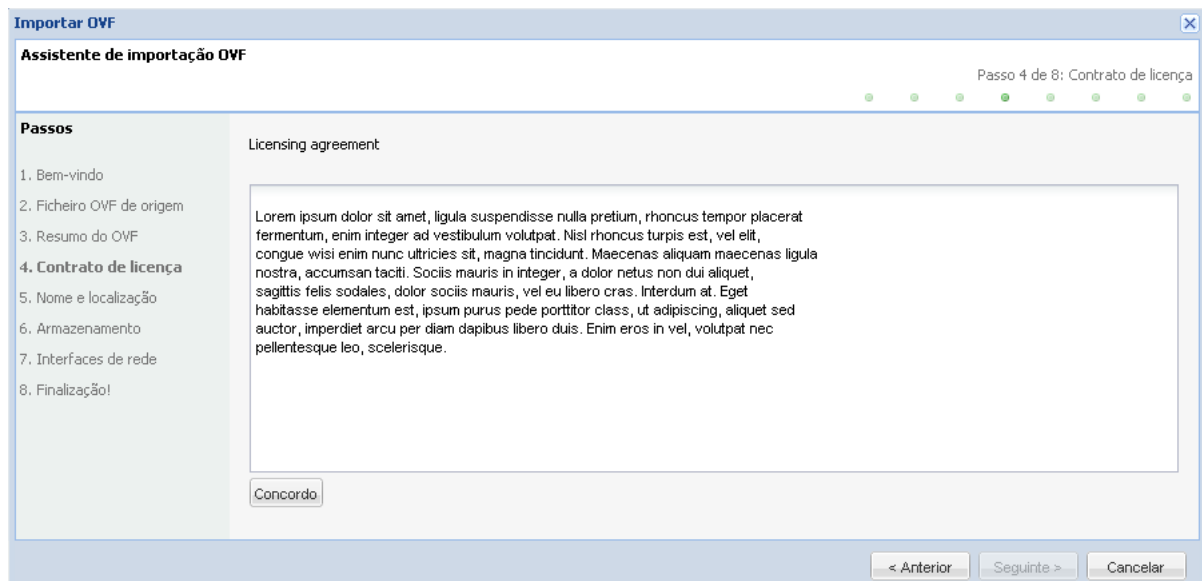 Importar OVF
Assistente de importação OVF
Passo 4 de 8: Contrato de licença
Passos
1. Bem-vindo
2. Ficheiro OVF de origem
3. Resumo do OVF
4. Contrato de licença
5. Nome e localização
6. Armazenamento
7. Interfaces de rede
8. Finalização!
Licensing agreement
Lorem ipsum dolor sit amet, ligula suspendisse nulla pretium, rhoncus tempor placerat
fermentum, enim integer ad vestibulum volutpat. Nisl rhoncus turpis est, vel elit,
congue wisi enim nunc ultricies sit, magna tincidunt. Maecenas aliquam maecenas ligula
nostra, accumsan taciti. Sociis mauris in integer, a dolor netus non dui aliquet,
sagittis felis sodales, dolor sociis mauris, vel eu libero cras. Interdum at. Eget
habitasse elementum est, ipsum purus pede porttitor class, ut adipiscing, aliquet sed
auctor, imperdiet arcu per diam dapibus libero duis. Enim eros in vel, volutpat nec
pellentesque leo, scelerisque.
Concordo
< Anterior
Seguinte >
Cancelar